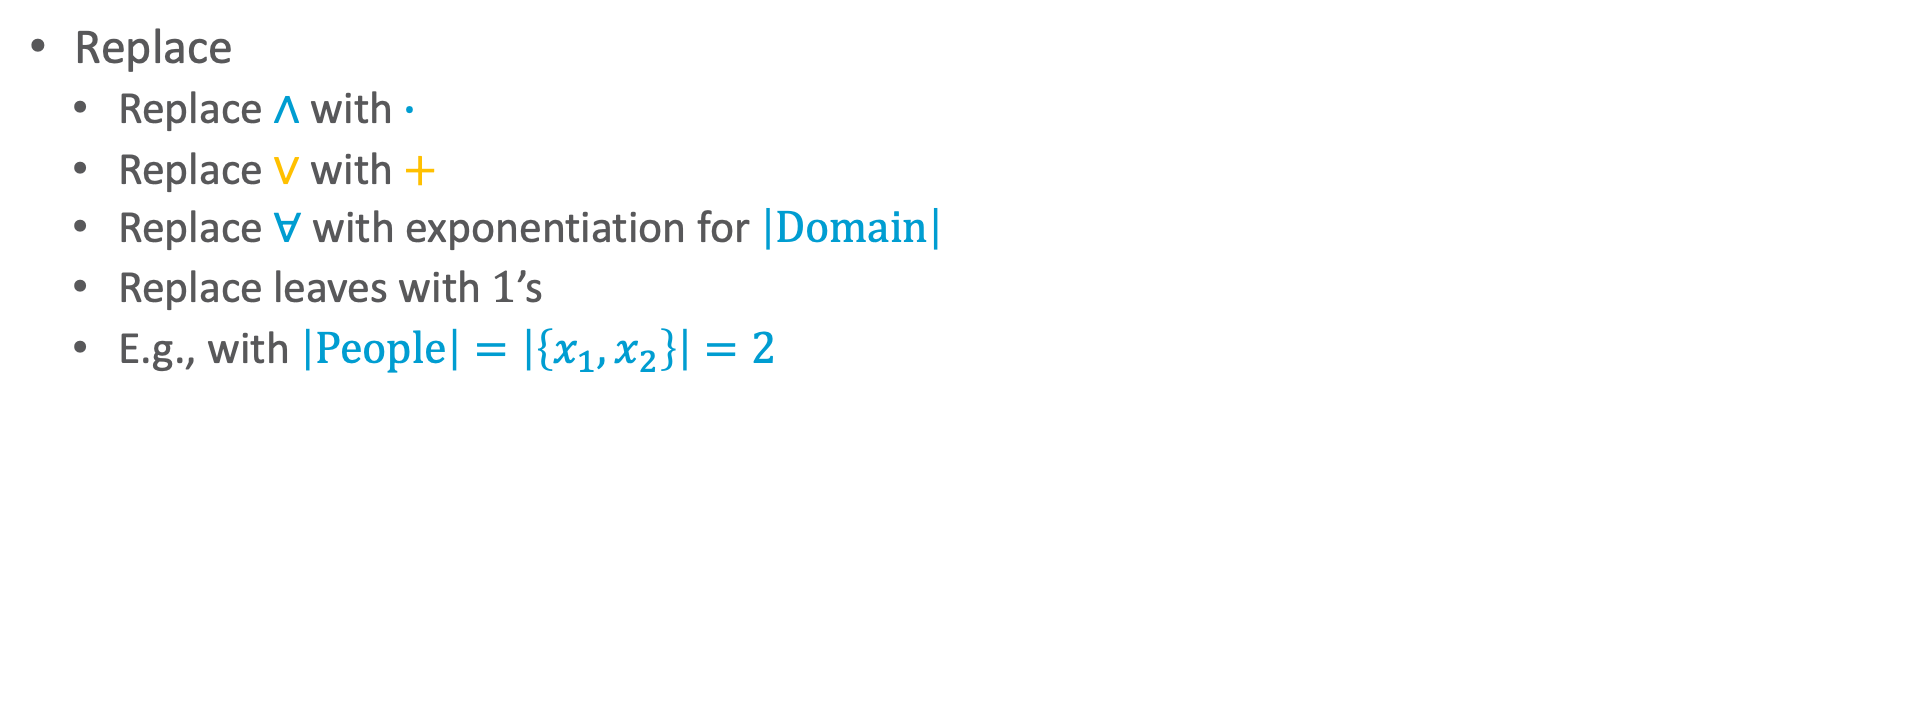 • Replace
• Replace ∧ with ·
• Replace ∨ with +
• Replace ∀ with exponentiation for |Domain|
• Replace leaves with 1’s
• E.g., with |People| = |{x₁, x₂}| = 2